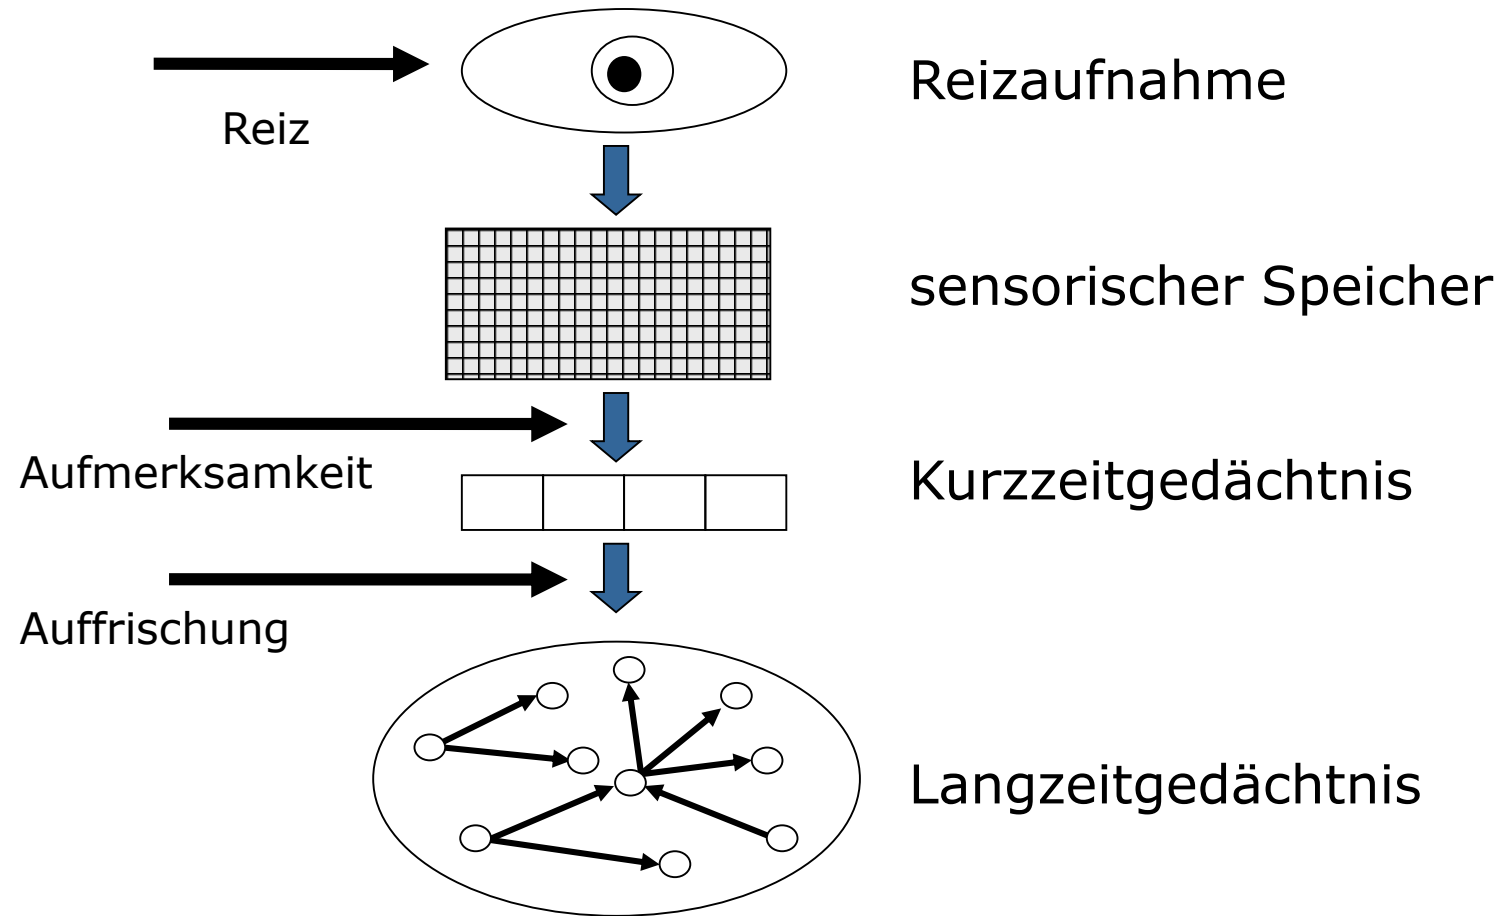 Reizaufnahme
Reiz
sensorischer Speicher
Aufmerksamkeit
Kurzzeitgedächtnis
Auffrischung
Langzeitgedächtnis